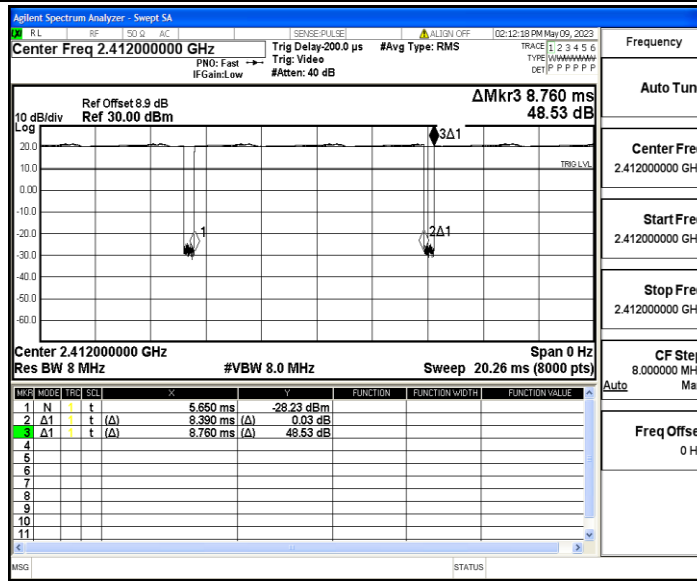 Agilent Spectrum Analyzer - Swept SA
RL RF 50 Ω AC SENSE:PULSE ALIGN OFF 02:12:18 PM May 09, 2023
Center Freq 2.412000000 GHz
PNO: Fast
IFGain:Low
Trig Delay-200.0 µs
Trig: Video
#Atten: 40 dB
#Avg Type: RMS
TRACE 1 2 3 4 5 6
TYPE
DET P P P P P P
ΔMkr3 8.760 ms
48.53 dB
Ref Offset 8.9 dB
10 dB/div Ref 30.00 dBm
Log
20.0
10.0
0.00
-10.0
-20.0
-30.0
-40.0
-50.0
-60.0
3Δ1
TRIG LVL
1
2Δ1
Center 2.412000000 GHz Span 0 Hz
Res BW 8 MHz #VBW 8.0 MHz Sweep 20.26 ms (8000 pts)
MKR MODE TRC SCL X Y FUNCTION FUNCTION WIDTH FUNCTION VALUE
1 N 1 t 5.650 ms -28.23 dBm
2 Δ1 1 t (Δ) 8.390 ms (Δ) 0.03 dB
3 Δ1 1 t (Δ) 8.760 ms (Δ) 48.53 dB
4
5
6
7
8
9
10
11
MSG STATUS
Frequency
Auto Tun
Center Fre
2.412000000 GH
Start Fre
2.412000000 GH
Stop Fre
2.412000000 GH
CF Step
8.000000 MH
Auto Ma
Freq Offse
0 H